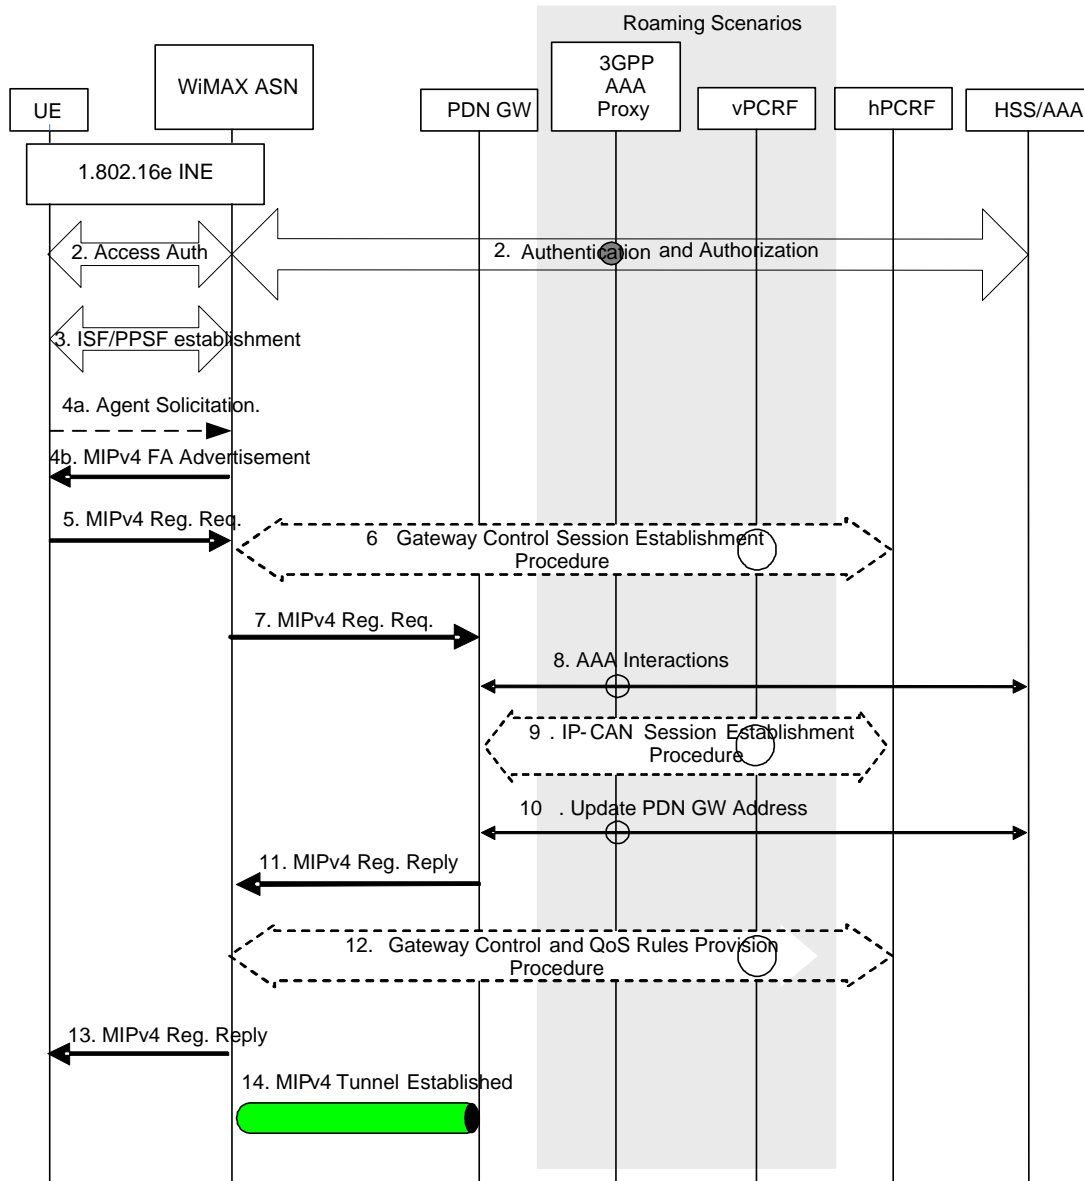 Roaming Scenarios
UE
WiMAX ASN
PDN GW
3GPP
AAA
Proxy
vPCRF
hPCRF
HSS/AAA
1.802.16e INE
2. Access Auth
2. Authentication and Authorization
3. ISF/PPSF establishment
4a. Agent Solicitation.
4b. MIPv4 FA Advertisement
5. MIPv4 Reg. Req.
6 Gateway Control Session Establishment
Procedure
7. MIPv4 Reg. Req.
8. AAA Interactions
9 . IP-CAN Session Establishment
Procedure
10 . Update PDN GW Address
11. MIPv4 Reg. Reply
12. Gateway Control and QoS Rules Provision
Procedure
13. MIPv4 Reg. Reply
14. MIPv4 Tunnel Established